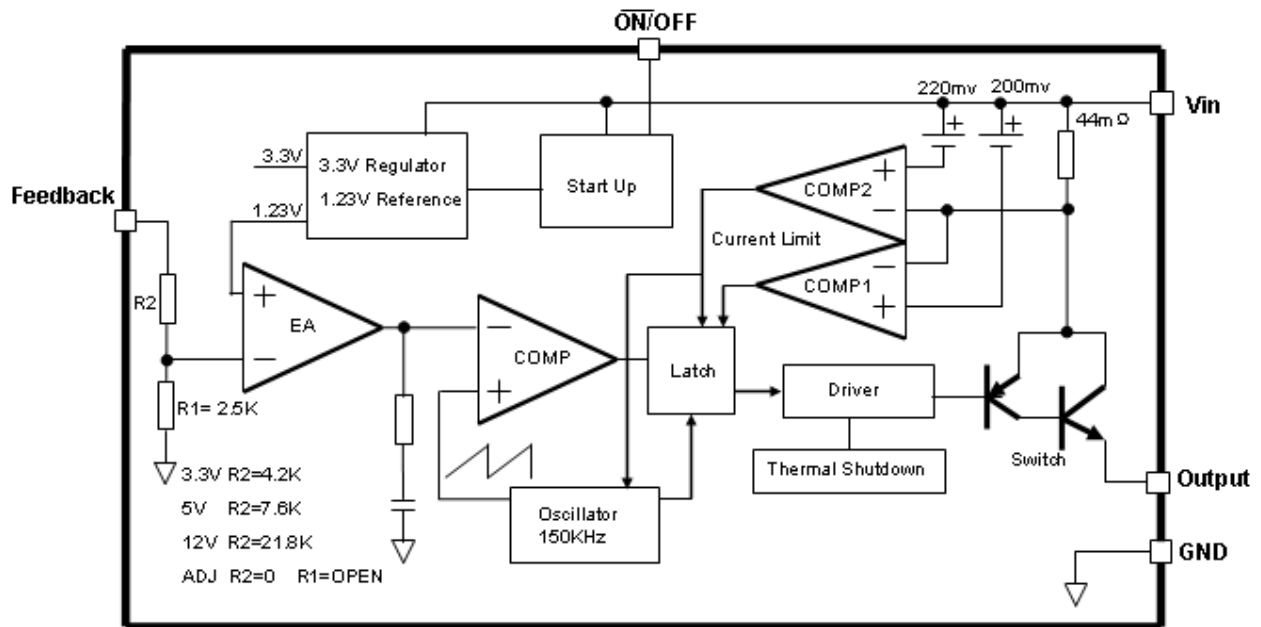 ON/OFF
220mv 200mv
Vin
44mΩ
3.3V
3.3V Regulator
1.23V Reference
Start Up
+
+
+
COMP2
−
Feedback
1.23V
Current Limit
−
COMP1
+
R2
+
EA
−
−
COMP
+
Latch
R1= 2.5K
Driver
Thermal Shutdown
Switch
3.3V R2=4.2K
5V R2=7.6K
12V R2=21.8K
ADJ R2=0 R1=OPEN
Oscillator
150KHz
Output
GND